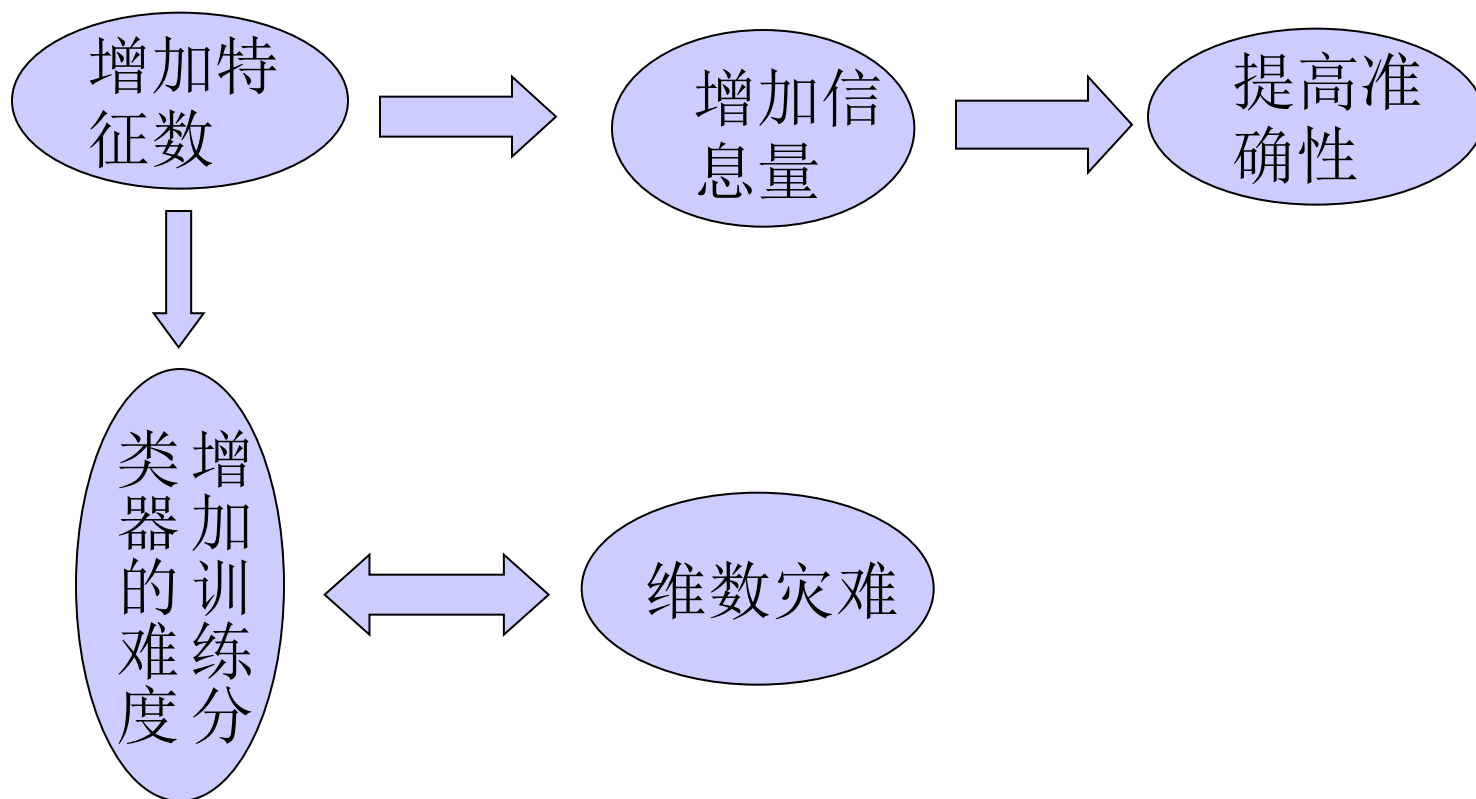 增加特
征数
增加信
息量
提高准
确性
增加训练分
类器的难度
维数灾难